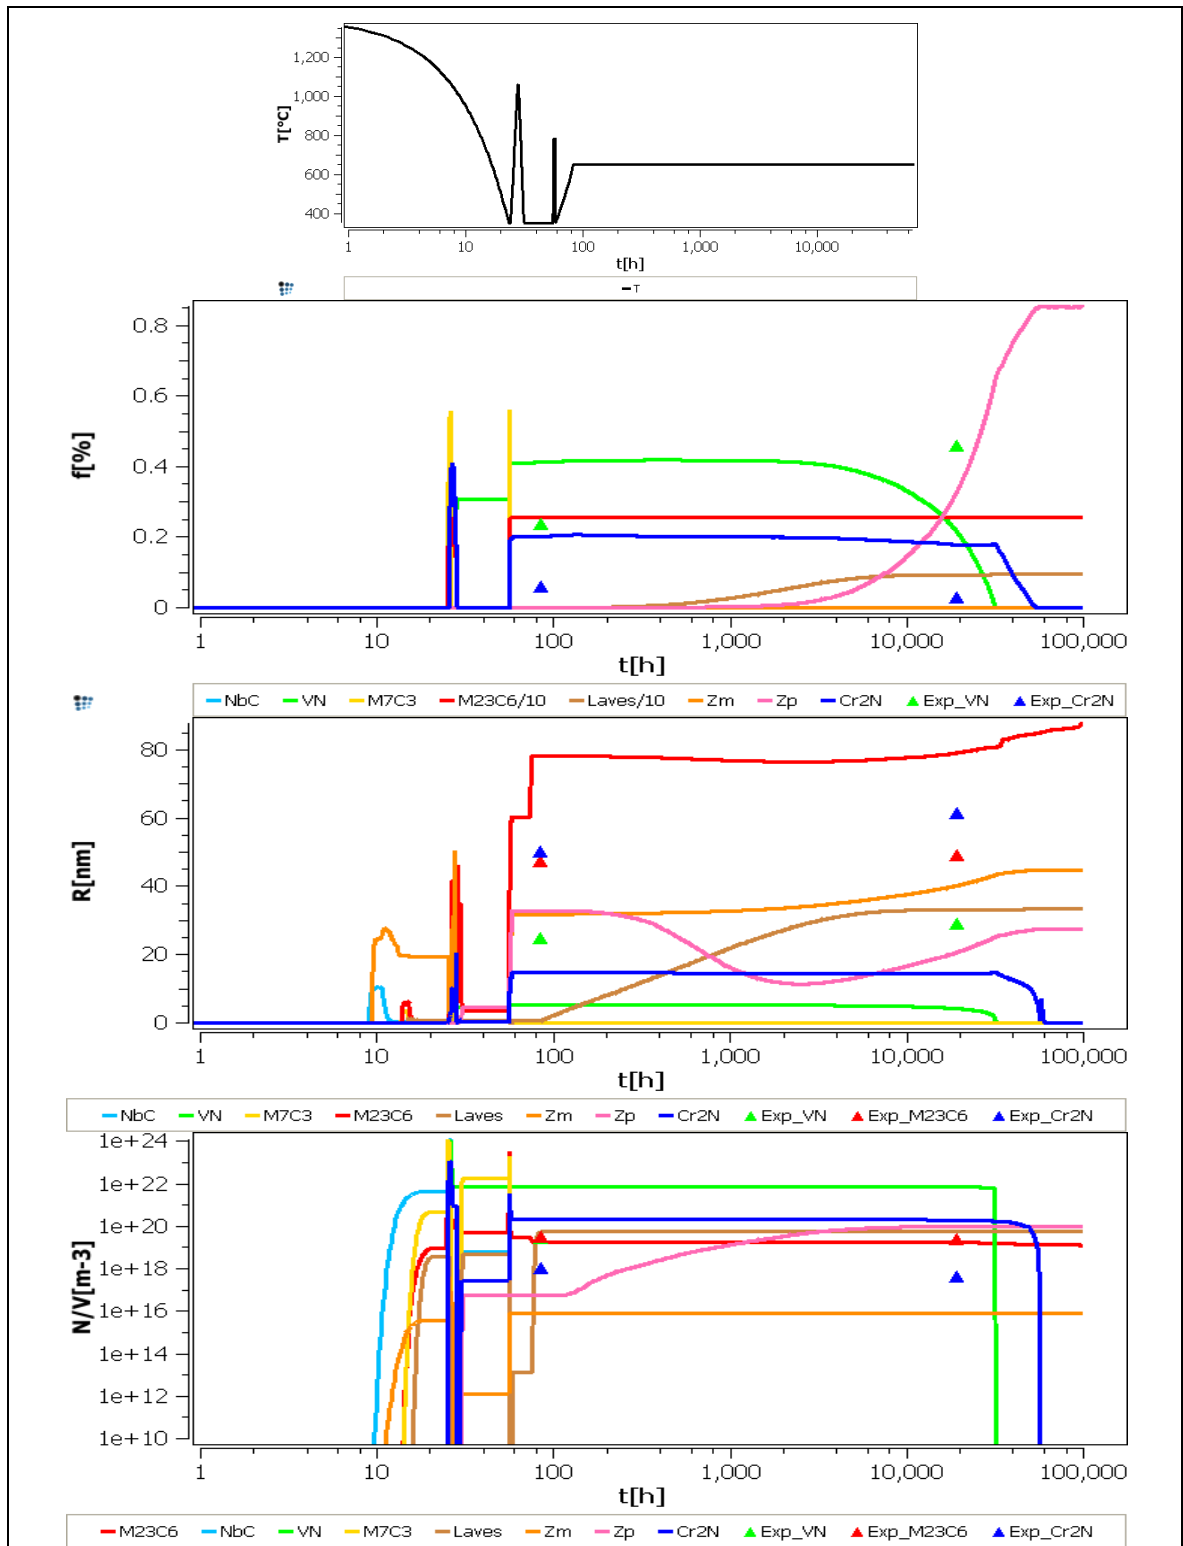 1,200
1,000
800
600
400
T[°C]
1 10 100 1,000 10,000
t[h]
T
0.8
0.6
0.4
0.2
0
f[%]
1 10 100 1,000 10,000 100,000
t[h]
NbC VN M7C3 M23C6/10 Laves/10 Zm Zp Cr2N Exp_VN Exp_Cr2N
80
60
40
20
0
R[nm]
1 10 100 1,000 10,000 100,000
t[h]
NbC VN M7C3 M23C6 Laves Zm Zp Cr2N Exp_VN Exp_M23C6 Exp_Cr2N
1e+24
1e+22
1e+20
1e+18
1e+16
1e+14
1e+12
1e+10
N/V[m-3]
1 10 100 1,000 10,000 100,000
t[h]
M23C6 NbC VN M7C3 Laves Zm Zp Cr2N Exp_VN Exp_M23C6 Exp_Cr2N